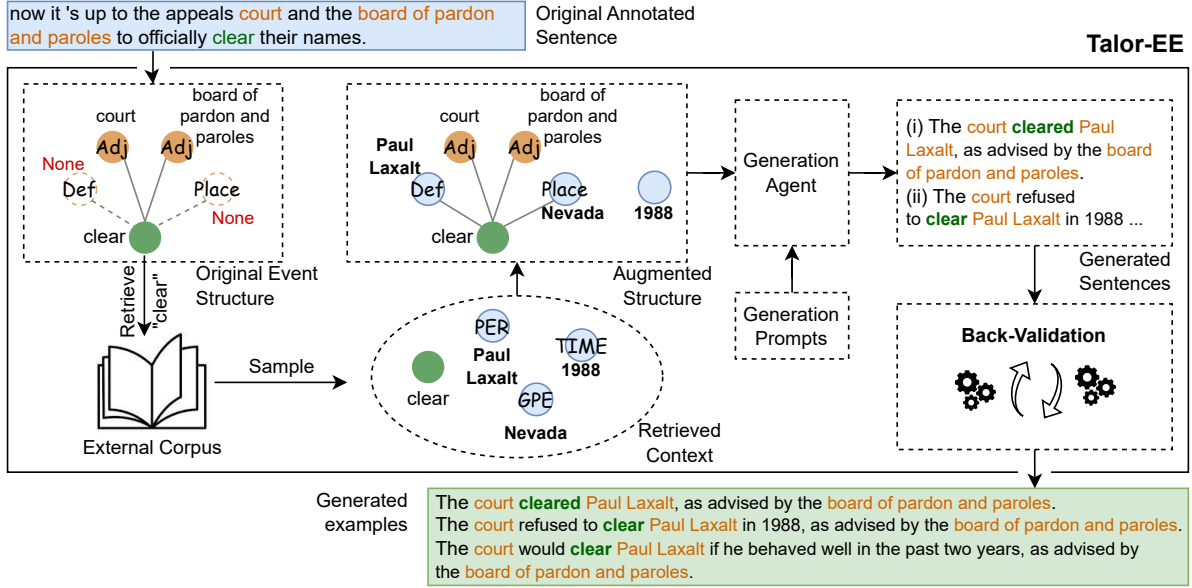 now it 's up to the appeals court and the board of pardon
and paroles to officially clear their names.
Original Annotated
Sentence
Talor-EE
court
board of
pardon and
paroles
Adj
Adj
None
Def
Place
None
clear
Original Event
Structure
Retrieve
"clear"
External Corpus
Sample
court
board of
pardon and
paroles
Paul
Laxalt
Adj
Adj
Def
Place
Nevada
1988
clear
Augmented
Structure
PER
Paul
Laxalt
TIME
1988
clear
GPE
Nevada
Retrieved
Context
Generation
Agent
Generation
Prompts
(i) The court cleared Paul
Laxalt, as advised by the board
of pardon and paroles.
(ii) The court refused
to clear Paul Laxalt in 1988 ...
Generated
Sentences
Back-Validation
Generated
examples
The court cleared Paul Laxalt, as advised by the board of pardon and paroles.
The court refused to clear Paul Laxalt in 1988, as advised by the board of pardon and paroles.
The court would clear Paul Laxalt if he behaved well in the past two years, as advised by
the board of pardon and paroles.